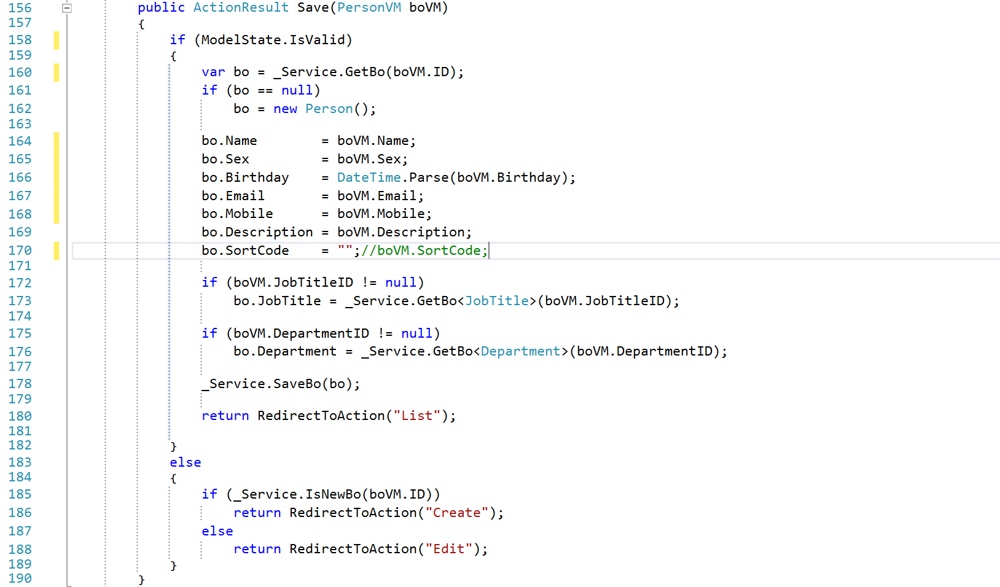 156 public ActionResult Save(PersonVM boVM)
157 {
158 if (ModelState.IsValid)
159 {
160 var bo = _Service.GetBo(boVM.ID);
161 if (bo == null)
162 bo = new Person();
163
164 bo.Name = boVM.Name;
165 bo.Sex = boVM.Sex;
166 bo.Birthday = DateTime.Parse(boVM.Birthday);
167 bo.Email = boVM.Email;
168 bo.Mobile = boVM.Mobile;
169 bo.Description = boVM.Description;
170 bo.SortCode = "";//boVM.SortCode;
171
172 if (boVM.JobTitleID != null)
173 bo.JobTitle = _Service.GetBo<JobTitle>(boVM.JobTitleID);
174
175 if (boVM.DepartmentID != null)
176 bo.Department = _Service.GetBo<Department>(boVM.DepartmentID);
177
178 _Service.SaveBo(bo);
179
180 return RedirectToAction("List");
181
182 }
183 else
184 {
185 if (_Service.IsNewBo(boVM.ID))
186 return RedirectToAction("Create");
187 else
188 return RedirectToAction("Edit");
189 }
190 }